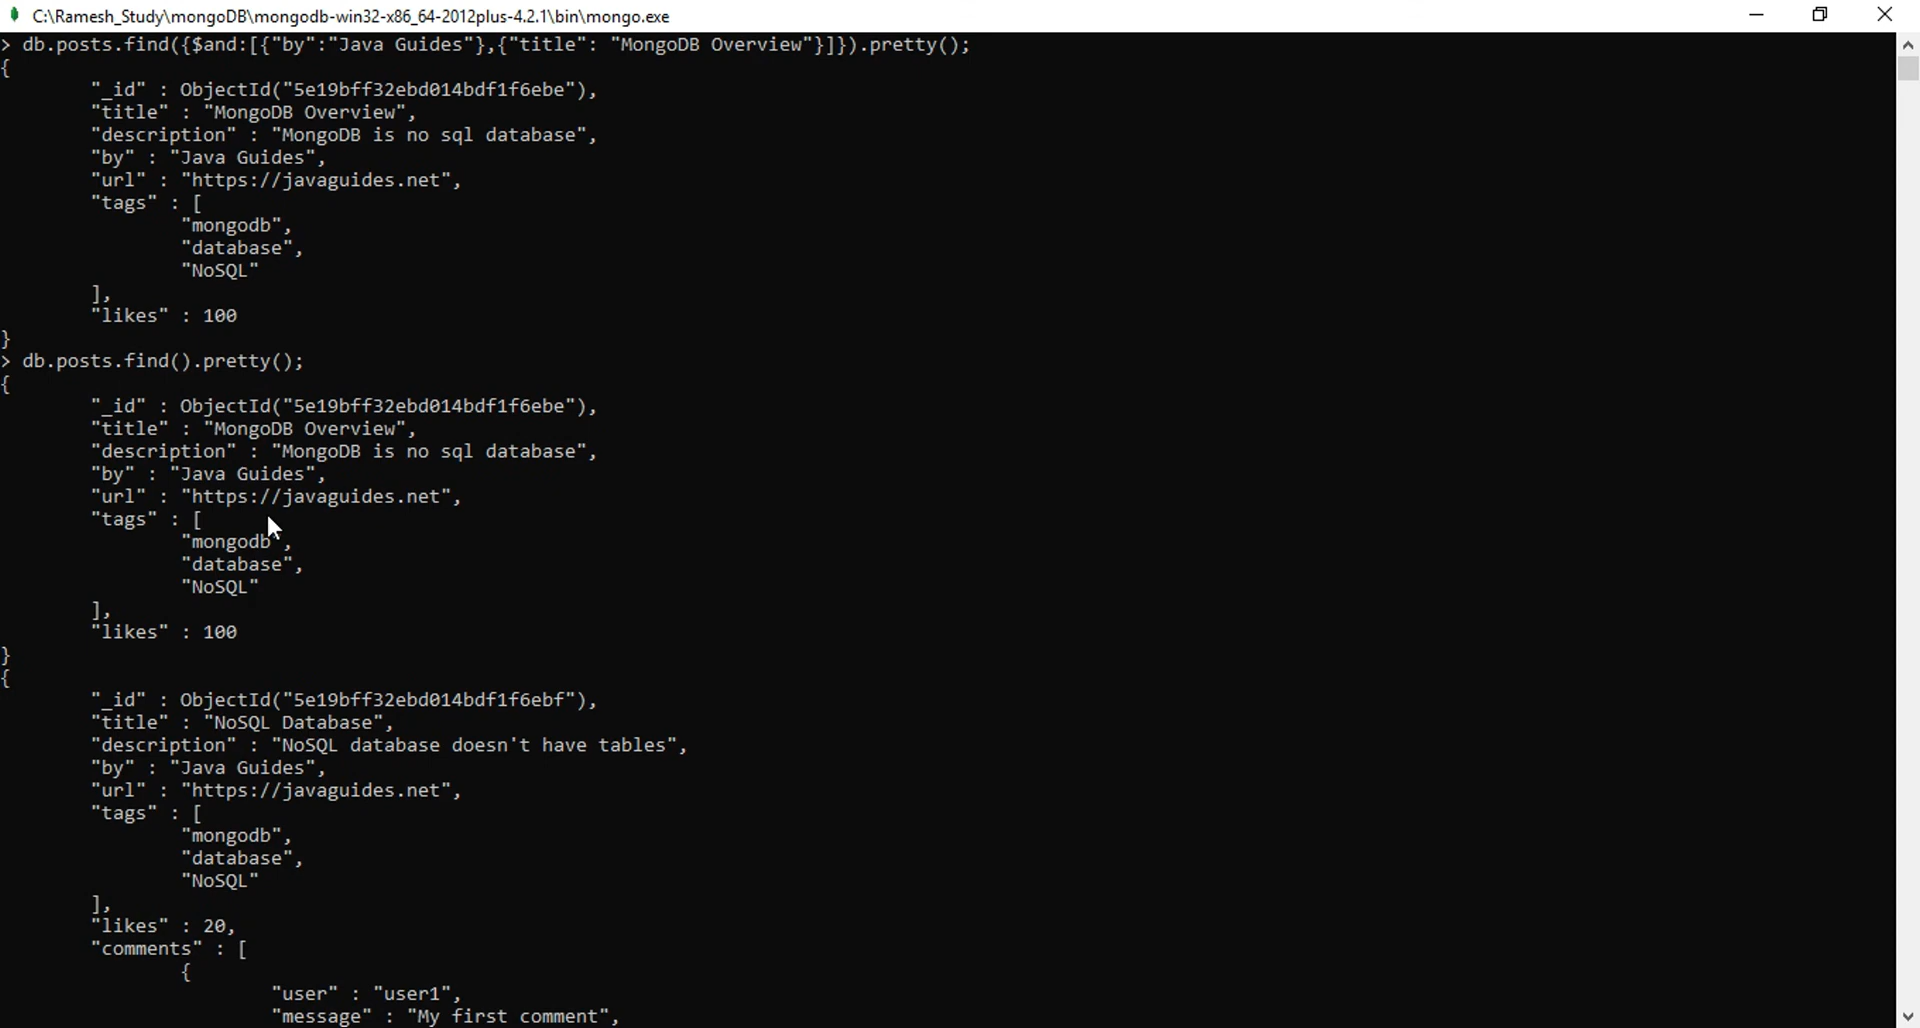 C:\Ramesh_Study\mongoDB\mongodb-win32-x86_64-2012plus-4.2.1\bin\mongo.exe
> db.posts.find({$and:[{"by":"Java Guides"},{"title": "MongoDB Overview"}]}).pretty();
{
        "_id" : ObjectId("5e19bff32ebd014bdf1f6ebe"),
        "title" : "MongoDB Overview",
        "description" : "MongoDB is no sql database",
        "by" : "Java Guides",
        "url" : "https://javaguides.net",
        "tags" : [
                "mongodb",
                "database",
                "NoSQL"
        ],
        "likes" : 100
}
> db.posts.find().pretty();
{
        "_id" : ObjectId("5e19bff32ebd014bdf1f6ebe"),
        "title" : "MongoDB Overview",
        "description" : "MongoDB is no sql database",
        "by" : "Java Guides",
        "url" : "https://javaguides.net",
        "tags" : [
                "mongodb",
                "database",
                "NoSQL"
        ],
        "likes" : 100
}
{
        "_id" : ObjectId("5e19bff32ebd014bdf1f6ebf"),
        "title" : "NoSQL Database",
        "description" : "NoSQL database doesn't have tables",
        "by" : "Java Guides",
        "url" : "https://javaguides.net",
        "tags" : [
                "mongodb",
                "database",
                "NoSQL"
        ],
        "likes" : 20,
        "comments" : [
                {
                        "user" : "user1",
                        "message" : "My first comment",